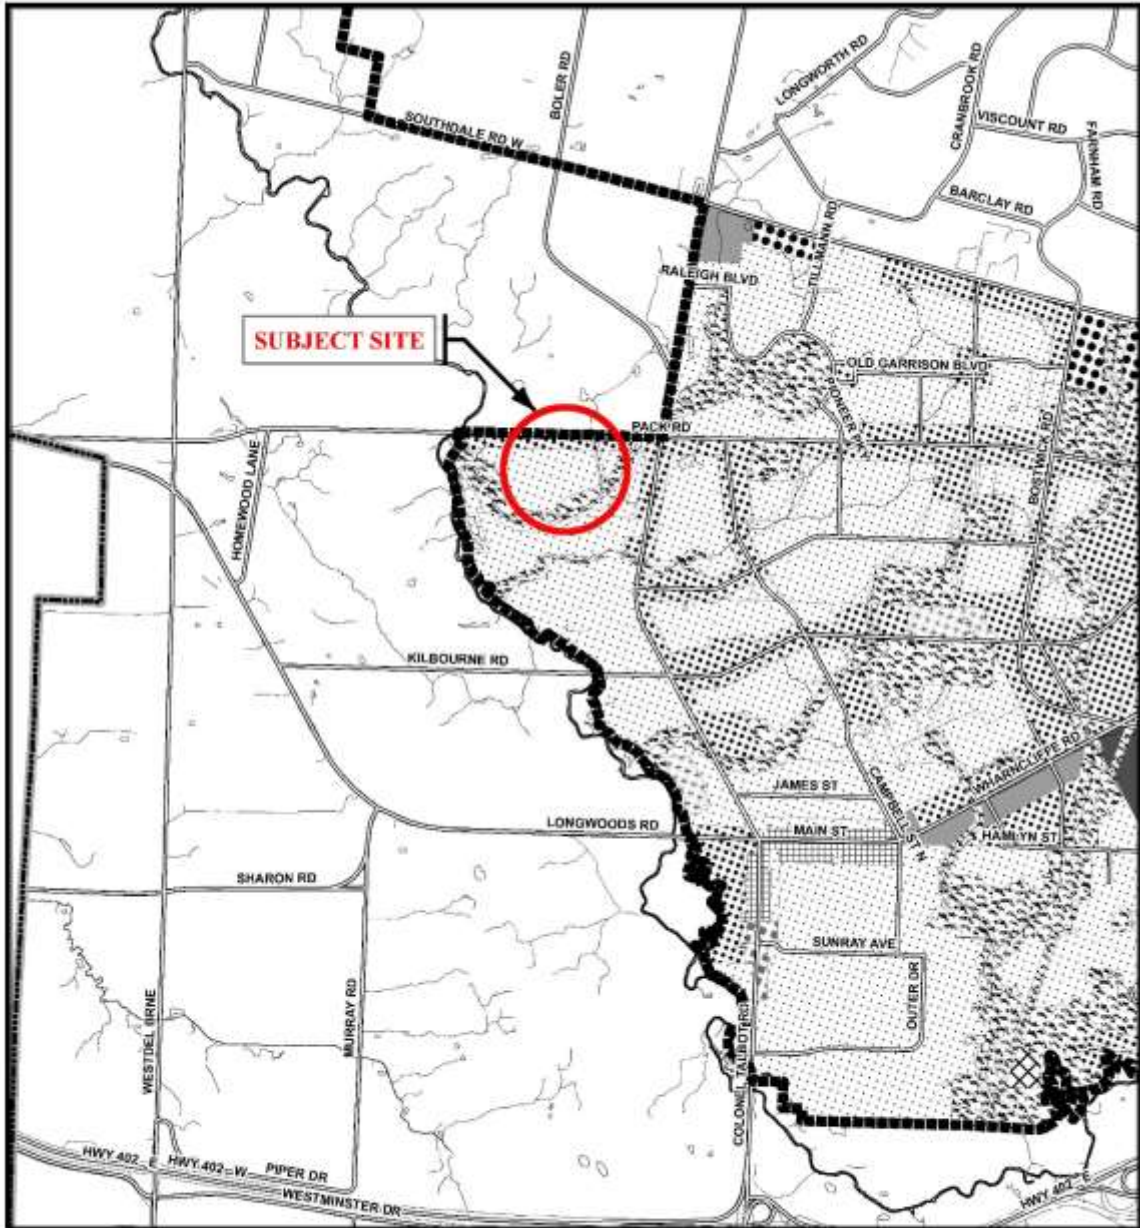 LONGWORTH RD
BOLER RD
CRANBROOK RD
VISCOUNT RD
FARNHAM RD
SOUTHDALE RD W
BARCLAY RD
TILLMANN RD
RALEIGH BLVD
SUBJECT SITE
OLD GARRISON BLVD
PIONEER
PACK RD
BOSTWICK RD
HOMEWOOD LANE
KILBOURNE RD
WHARNCLIFFE RD S
JAMES ST
CAMPBELL ST N
LONGWOODS RD
MAIN ST
HAMLYN ST
SHARON RD
SUNRAY AVE
OUTER DR
WESTDEL BRNE
MURRAY RD
COLONEL TALBOT RD
HWY 402 E
HWY 402 W
PIPER DR
WESTMINSTER DR
HWY 402 E